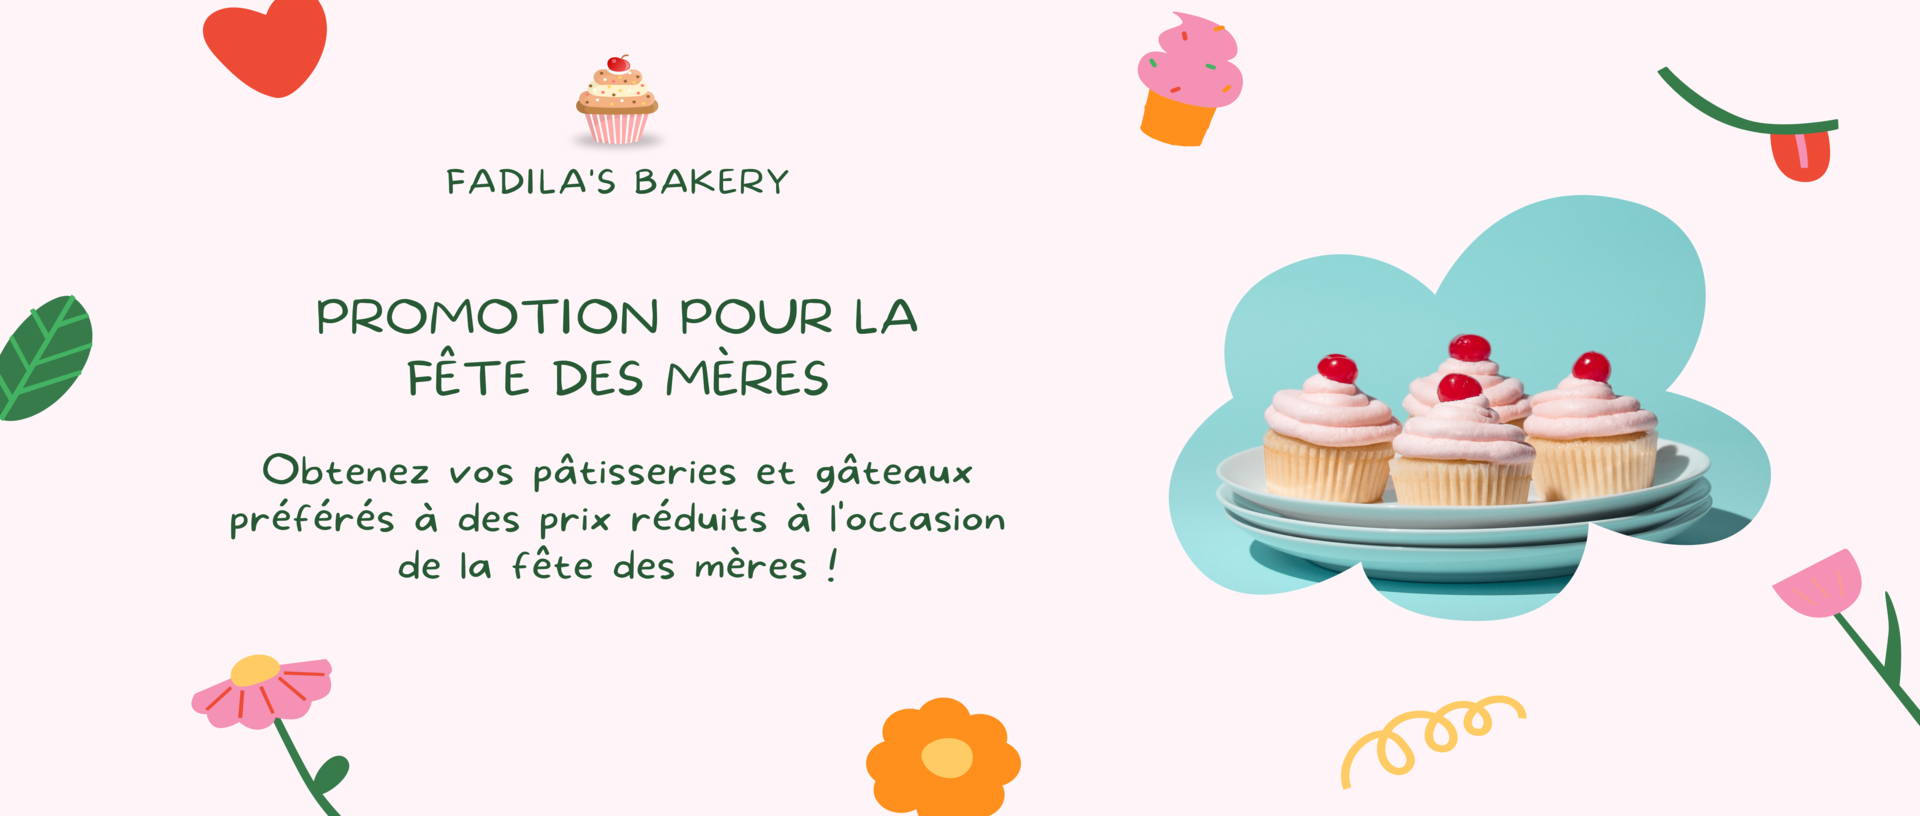 FADILA'S BAKERY
PROMOTION POUR LA
FÊTE DES MÈRES
Obtenez vos pâtisseries et gâteaux
préférés à des prix réduits à l'occasion
de la fête des mères !